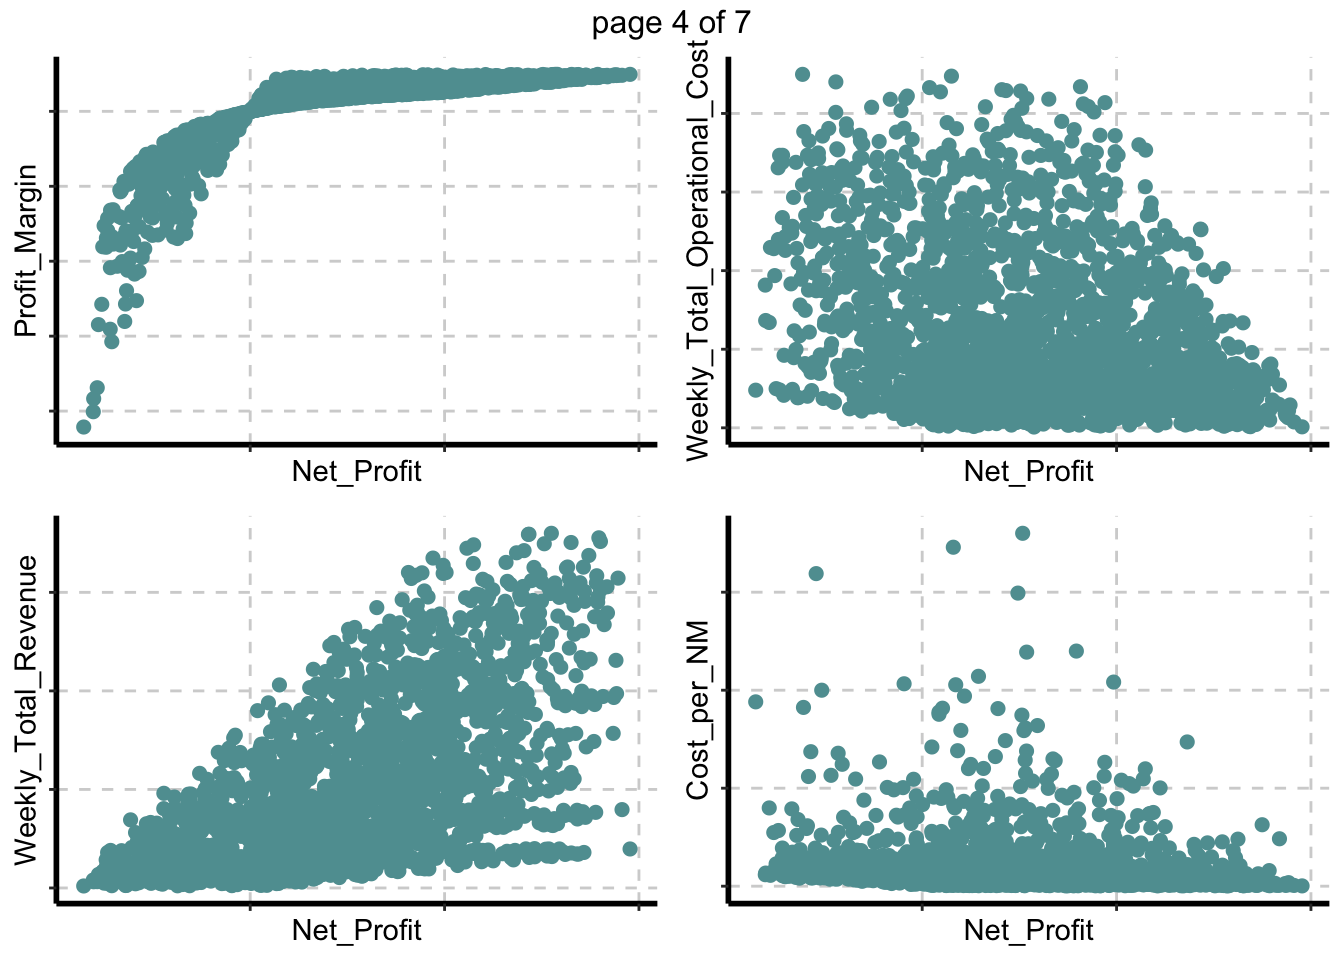 page 4 of 7
Profit_Margin
Net_Profit
Weekly_Total_Operational_Cost
Net_Profit
Weekly_Total_Revenue
Net_Profit
Cost_per_NM
Net_Profit